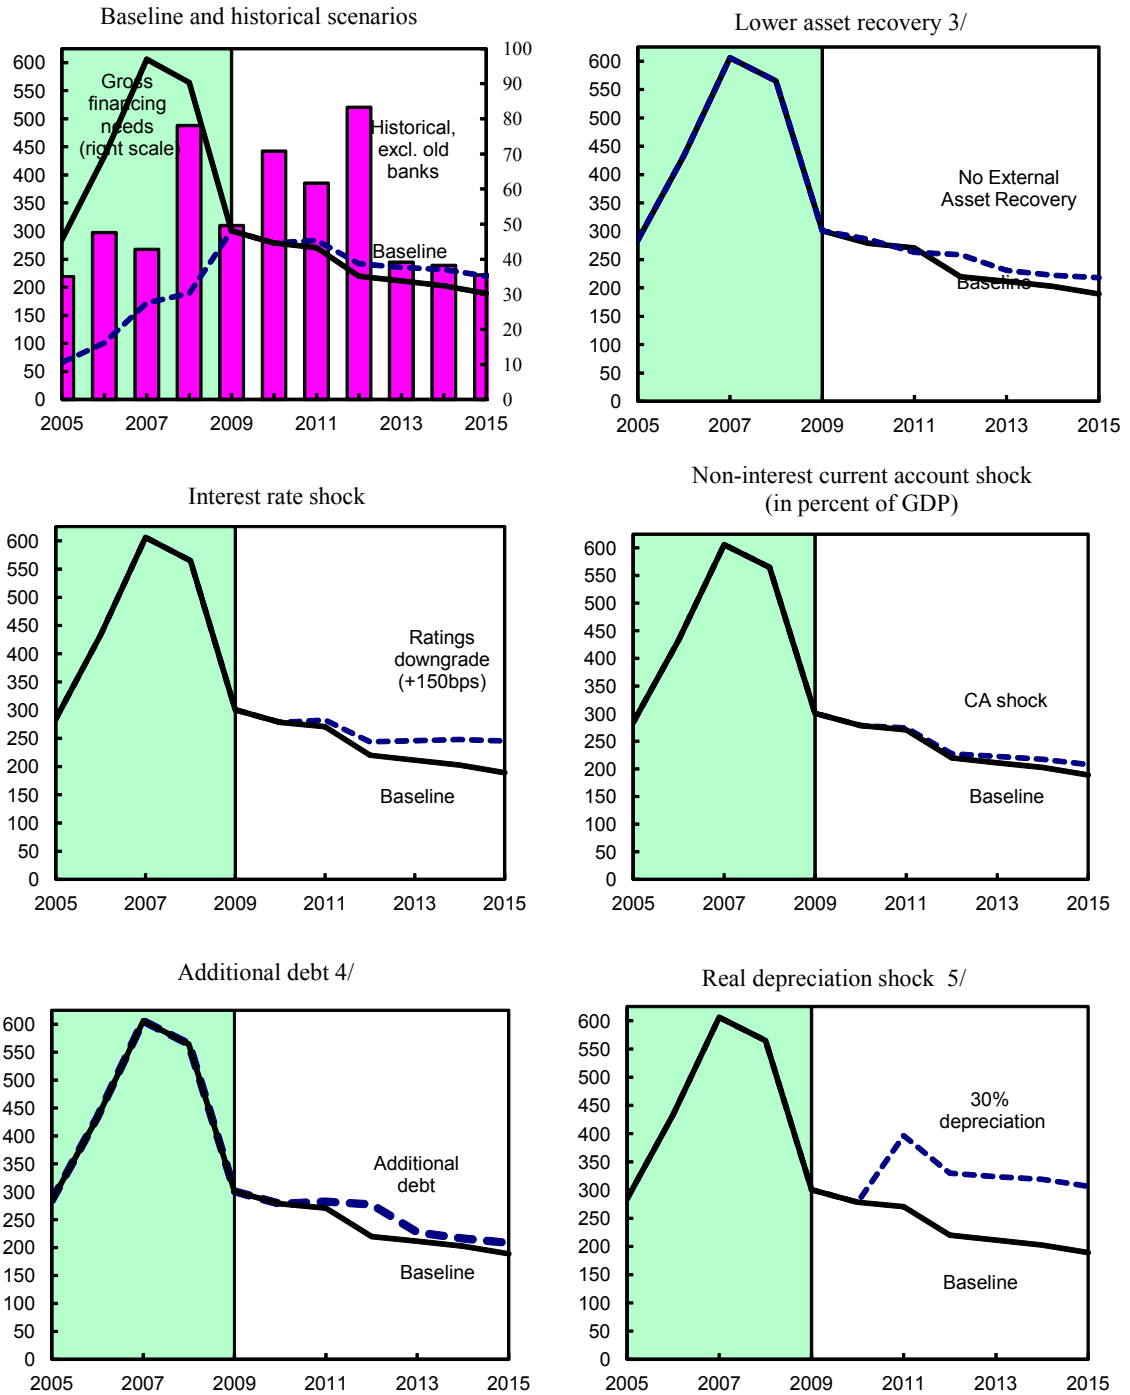 Baseline and historical scenarios
600
550
500
450
400
350
300
250
200
150
100
50
0
100
90
80
70
60
50
40
30
20
10
0
Gross
financing
needs
(right scale)
Historical,
excl. old
banks
Baseline
2005 2007 2009 2011 2013 2015
Lower asset recovery 3/
600
550
500
450
400
350
300
250
200
150
100
50
0
No External
Asset Recovery
Baseline
2005 2007 2009 2011 2013 2015
Interest rate shock
600
550
500
450
400
350
300
250
200
150
100
50
0
Ratings
downgrade
(+150bps)
Baseline
2005 2007 2009 2011 2013 2015
Non-interest current account shock
(in percent of GDP)
600
550
500
450
400
350
300
250
200
150
100
50
0
CA shock
Baseline
2005 2007 2009 2011 2013 2015
Additional debt 4/
600
550
500
450
400
350
300
250
200
150
100
50
0
Additional
debt
Baseline
2005 2007 2009 2011 2013 2015
Real depreciation shock 5/
600
550
500
450
400
350
300
250
200
150
100
50
0
30%
depreciation
Baseline
2005 2007 2009 2011 2013 2015